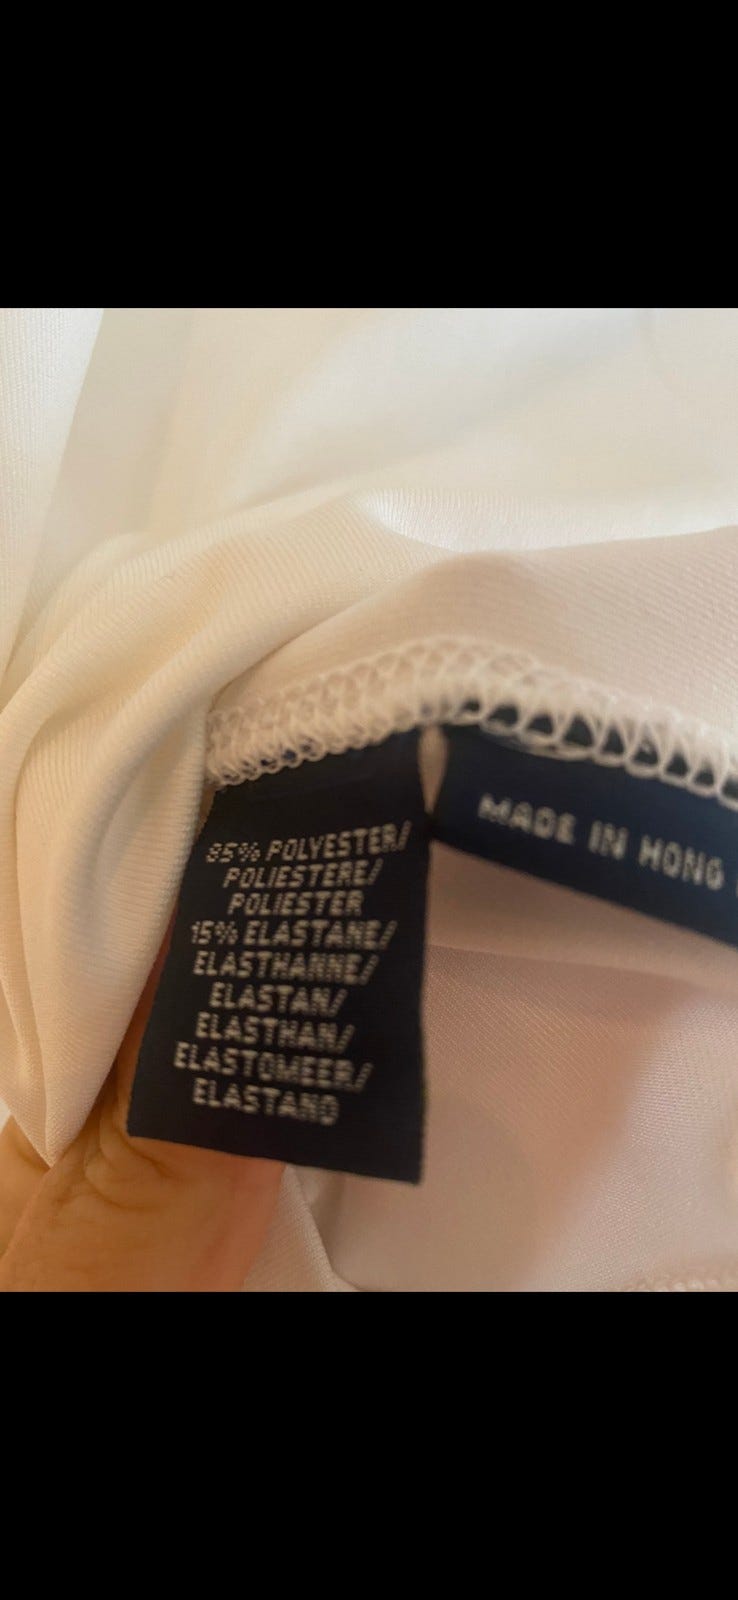 85% POLYESTER/
POLIESTERE/
POLIESTER
15% ELASTANE/
ELASTHANNE/
ELASTAN/
ELASTHAN/
ELASTOMEER/
ELASTANO
MADE IN HONG